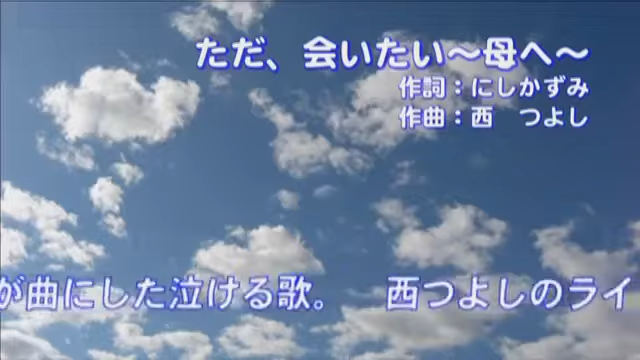 ただ、会いたい～母へ～
作詞：にしかずみ
作曲：西　つよし
が曲にした泣ける歌。　西つよしのライ